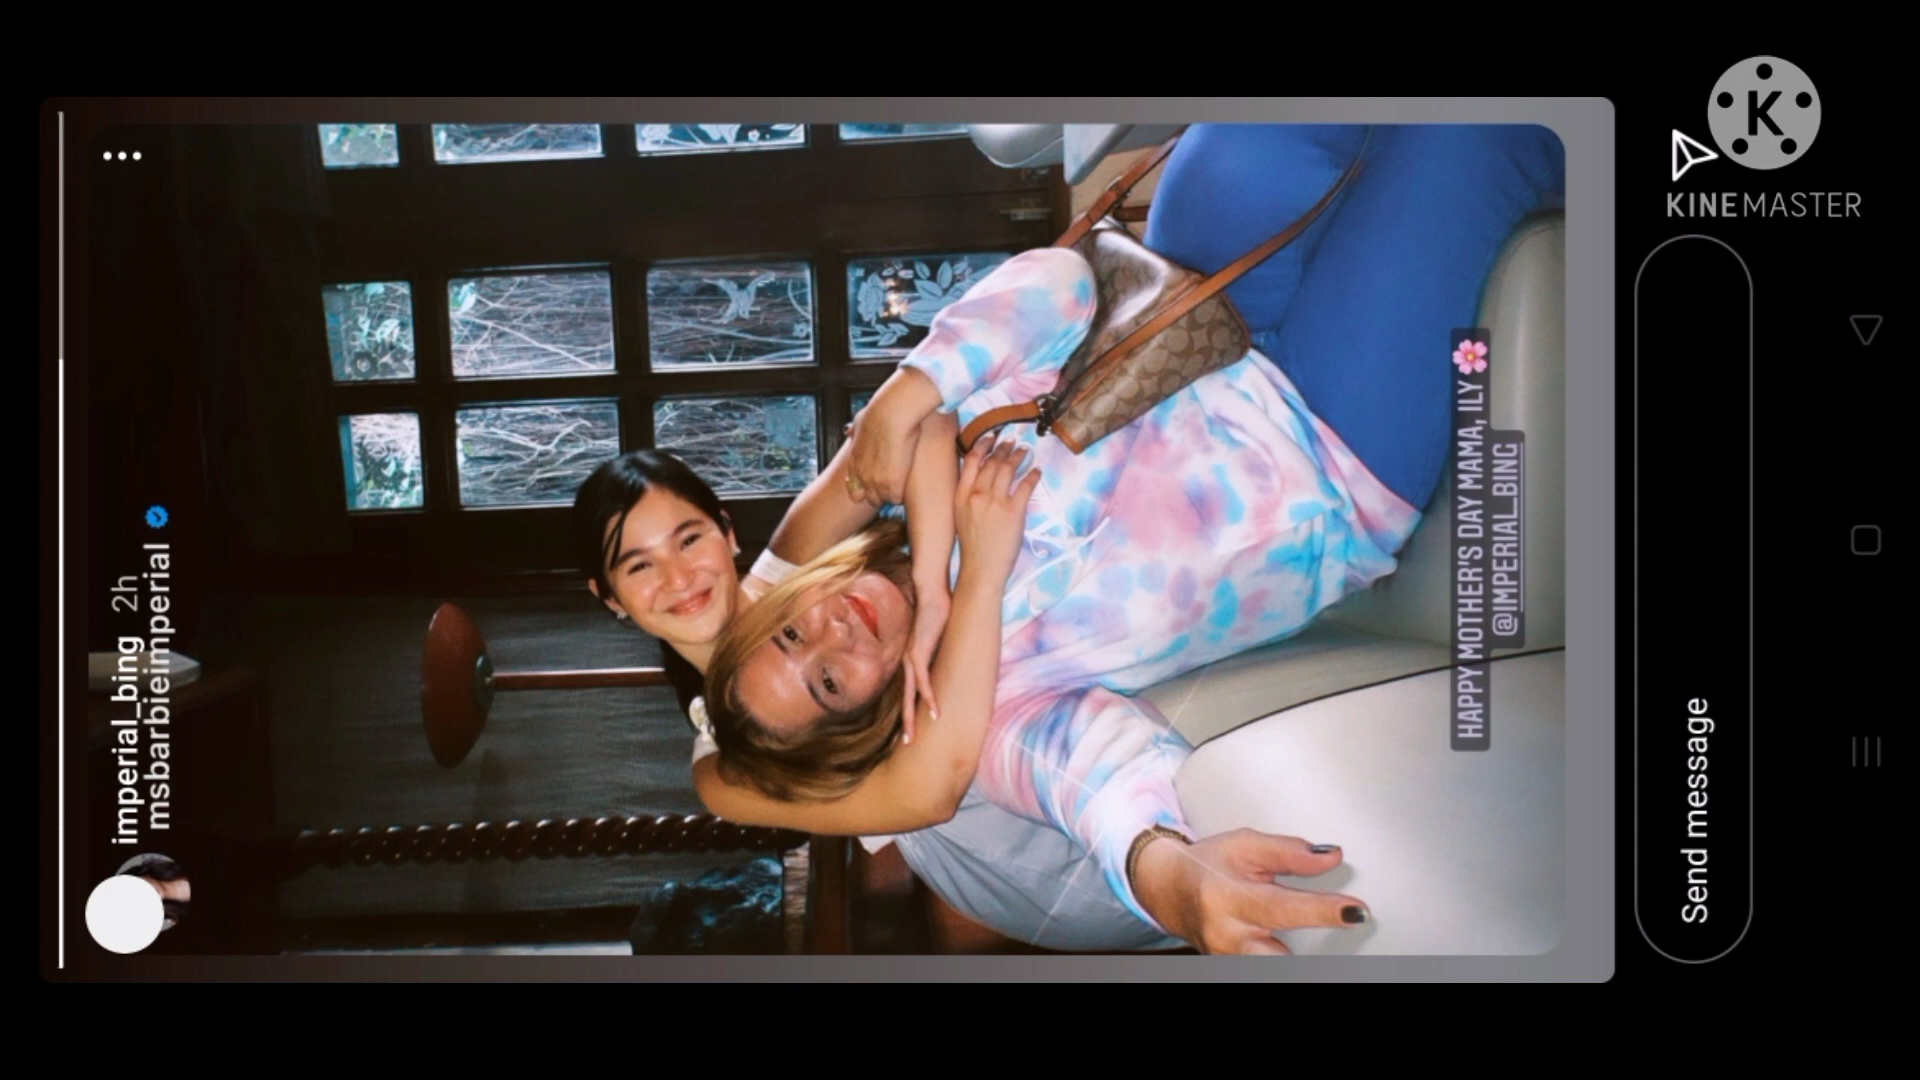 imperial_bing 2h
msbarbieimperial
HAPPY MOTHER'S DAY MAMA, ILY 🌸
@IMPERIAL_BING
Send message
K
KINEMASTER